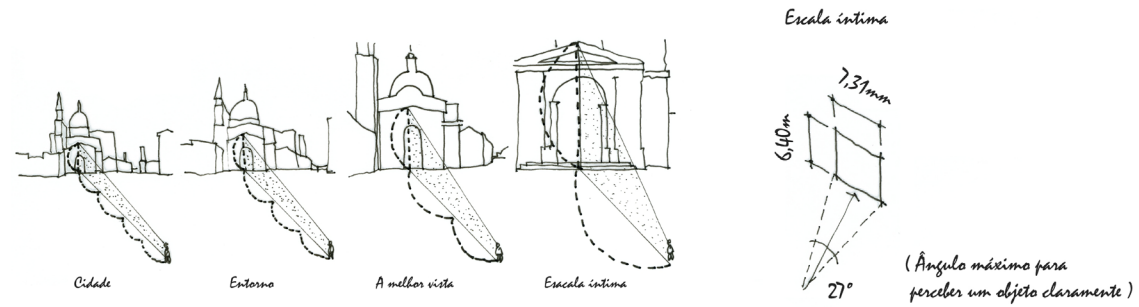 Escala íntima
7,31mm
6,40m
27°
(Ângulo máximo para
perceber um objeto claramente)
Cidade
Entorno
A melhor vista
Esacala íntima